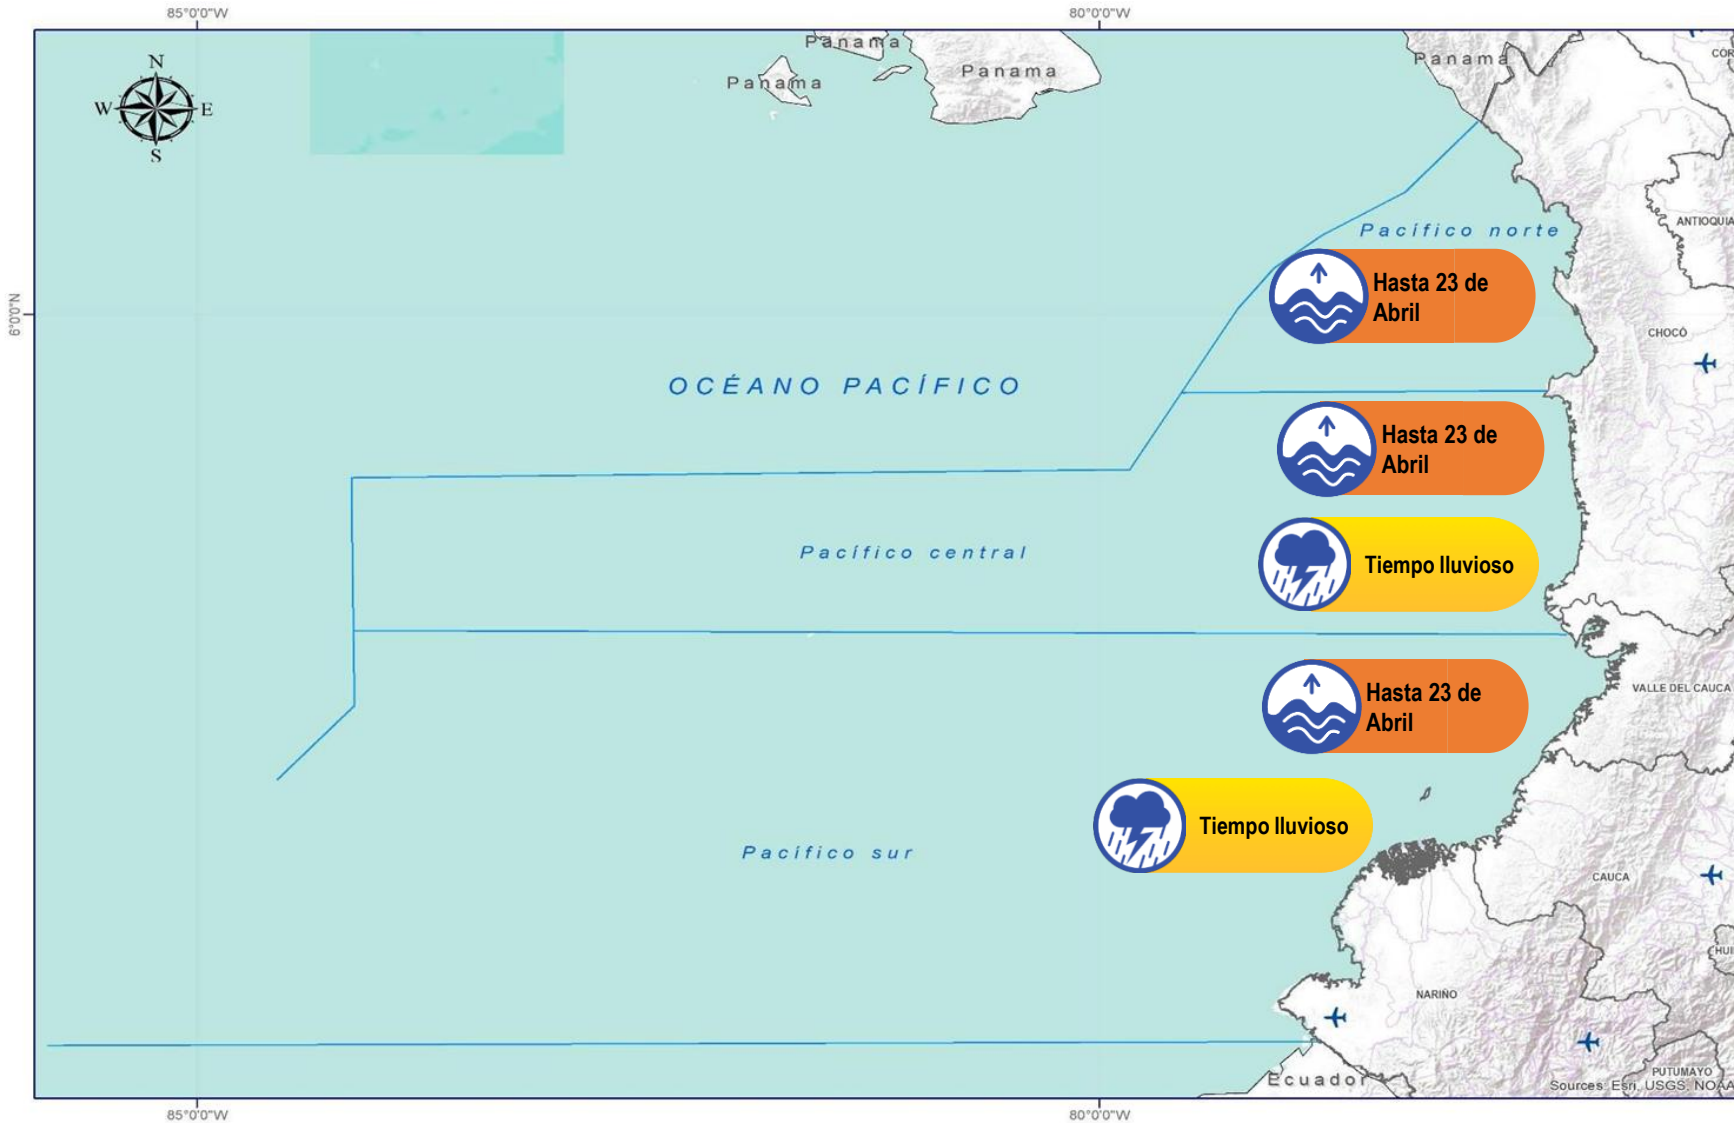 85°0'0"W
80°0'0"W
N
W
E
S
Panama
Panama
Panama
Panama
ANTIOQUIA
Pacífico norte
Hasta 23 de
Abril
6°0'0"N
CHOCÓ
OCÉANO PACÍFICO
Hasta 23 de
Abril
Pacífico central
Tiempo lluvioso
VALLE DEL CAUCA
Hasta 23 de
Abril
Tiempo lluvioso
Pacífico sur
CAUCA
HUI
NARIÑO
PUTUMAYO
Ecuador
Sources: Esri, USGS, NOAA
85°0'0"W
80°0'0"W